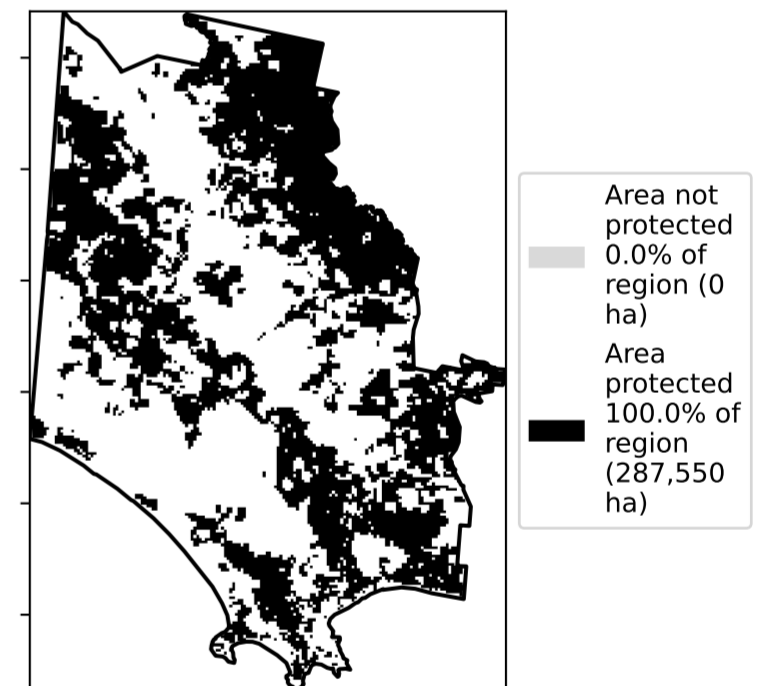 Area not
protected
0.0% of
region (0
ha)
Area
protected
100.0% of
region
(287,550
ha)